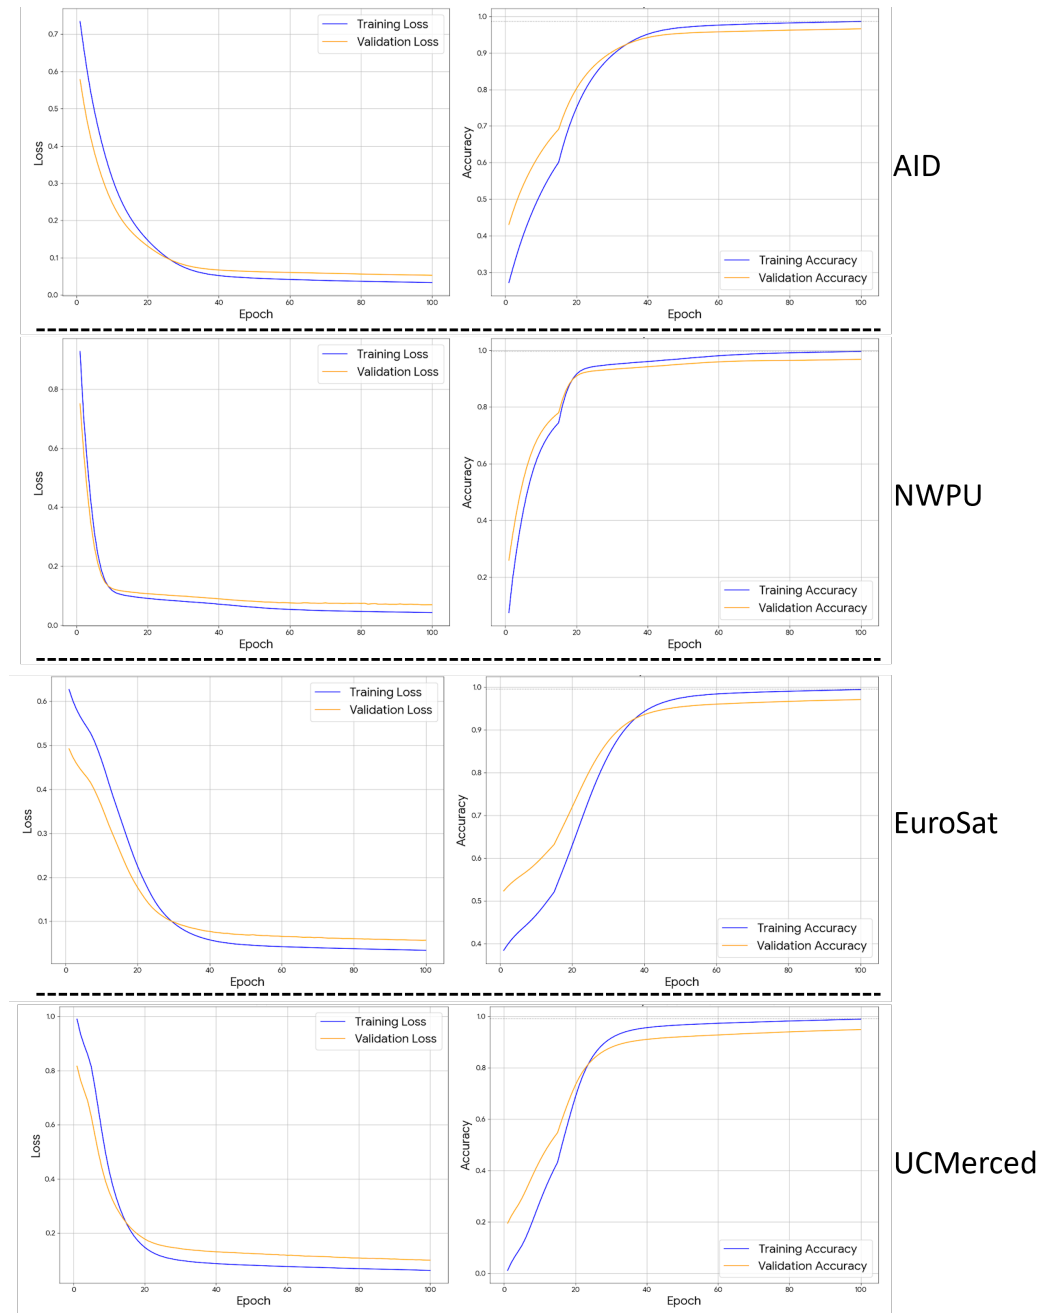 Training Loss
Validation Loss
0.7
0.6
0.5
0.4
0.3
0.2
0.1
0.0
Loss
0 20 40 60 80 100
Epoch
1.0
0.9
0.8
0.7
0.6
0.5
0.4
0.3
Accuracy
Training Accuracy
Validation Accuracy
0 20 40 60 80 100
Epoch
AID
Training Loss
Validation Loss
0.8
0.6
0.4
0.2
0.0
Loss
0 20 40 60 80 100
Epoch
1.0
0.8
0.6
0.4
0.2
Accuracy
Training Accuracy
Validation Accuracy
0 20 40 60 80 100
Epoch
NWPU
Training Loss
Validation Loss
0.6
0.5
0.4
0.3
0.2
0.1
Loss
0 20 40 60 80 100
Epoch
1.0
0.9
0.8
0.7
0.6
0.5
0.4
Accuracy
Training Accuracy
Validation Accuracy
0 20 40 60 80 100
Epoch
EuroSat
Training Loss
Validation Loss
1.0
0.8
0.6
0.4
0.2
Loss
0 20 40 60 80 100
Epoch
1.0
0.8
0.6
0.4
0.2
0.0
Accuracy
Training Accuracy
Validation Accuracy
0 20 40 60 80 100
Epoch
UCMerced